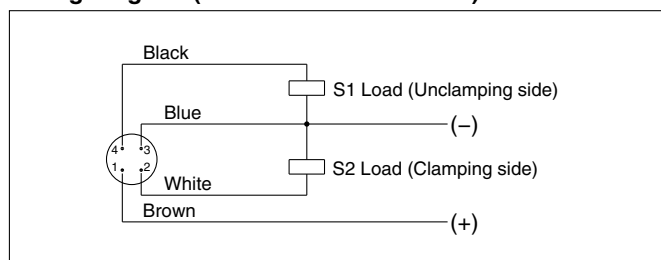 Black
S1 Load (Unclamping side)
Blue
(−)
4 3
1 2
S2 Load (Clamping side)
White
Brown
(+)